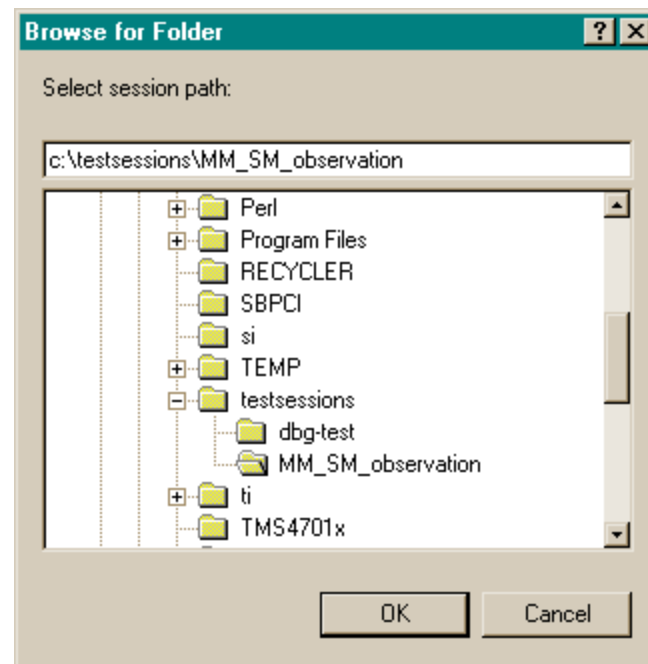 Browse for Folder
Select session path:
c:\testsessions\MM_SM_observation
Perl
Program Files
RECYCLER
SBPCI
si
TEMP
testsessions
dbg-test
MM_SM_observation
ti
TMS4701x
OK Cancel